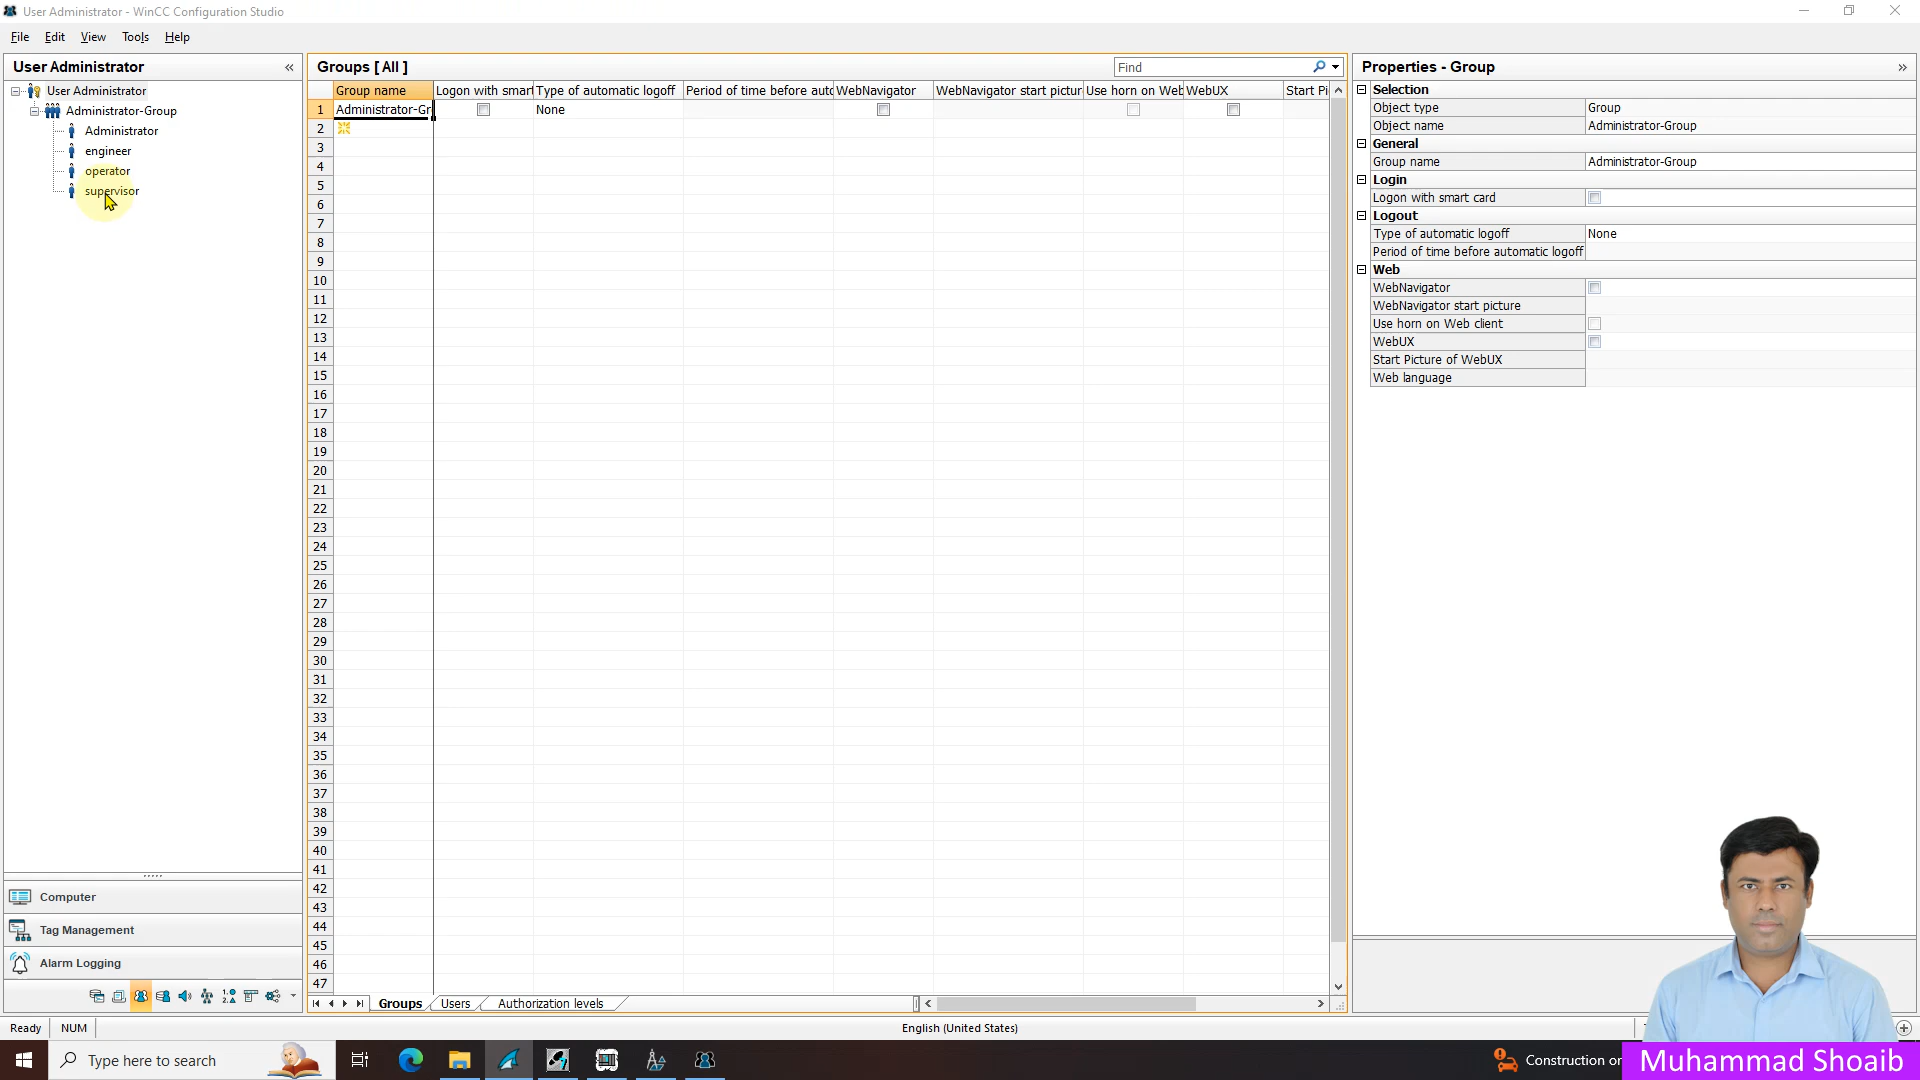 User Administrator - WinCC Configuration Studio
File Edit View Tools Help
User Administrator «
User Administrator
Administrator-Group
Administrator
engineer
operator
supervisor
Computer
Tag Management
Alarm Logging
Groups [ All ] Find
Group name Logon with smart Type of automatic logoff Period of time before auto WebNavigator WebNavigator start pictur Use horn on Web WebUX Start Pi
1 Administrator-Gr None
2
3
4
5
6
7
8
9
10
11
12
13
14
15
16
17
18
19
20
21
22
23
24
25
26
27
28
29
30
31
32
33
34
35
36
37
38
39
40
41
42
43
44
45
46
47
Groups Users Authorization levels
Properties - Group »
Selection
Object type Group
Object name Administrator-Group
General
Group name Administrator-Group
Login
Logon with smart card
Logout
Type of automatic logoff None
Period of time before automatic logoff
Web
WebNavigator
WebNavigator start picture
Use horn on Web client
WebUX
Start Picture of WebUX
Web language
Ready NUM English (United States)
Type here to search
Construction
Muhammad Shoaib